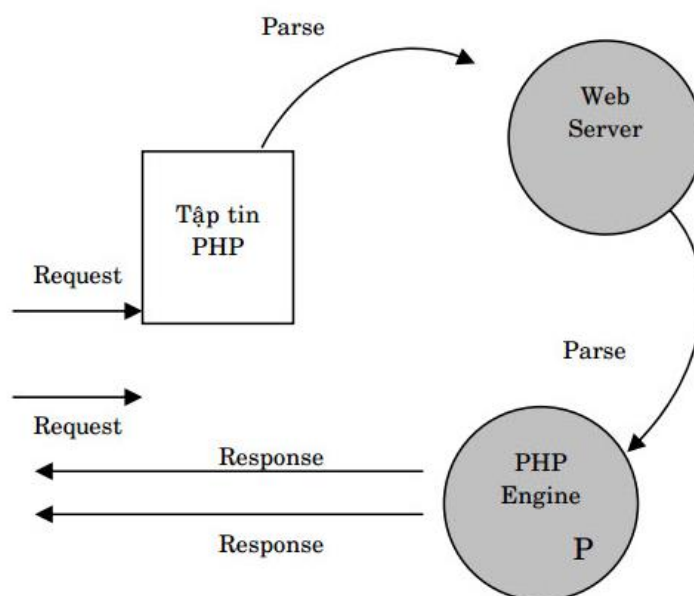 Parse
Web
Server
Tập tin
PHP
Request
Parse
Request
Response
PHP
Engine
P
Response